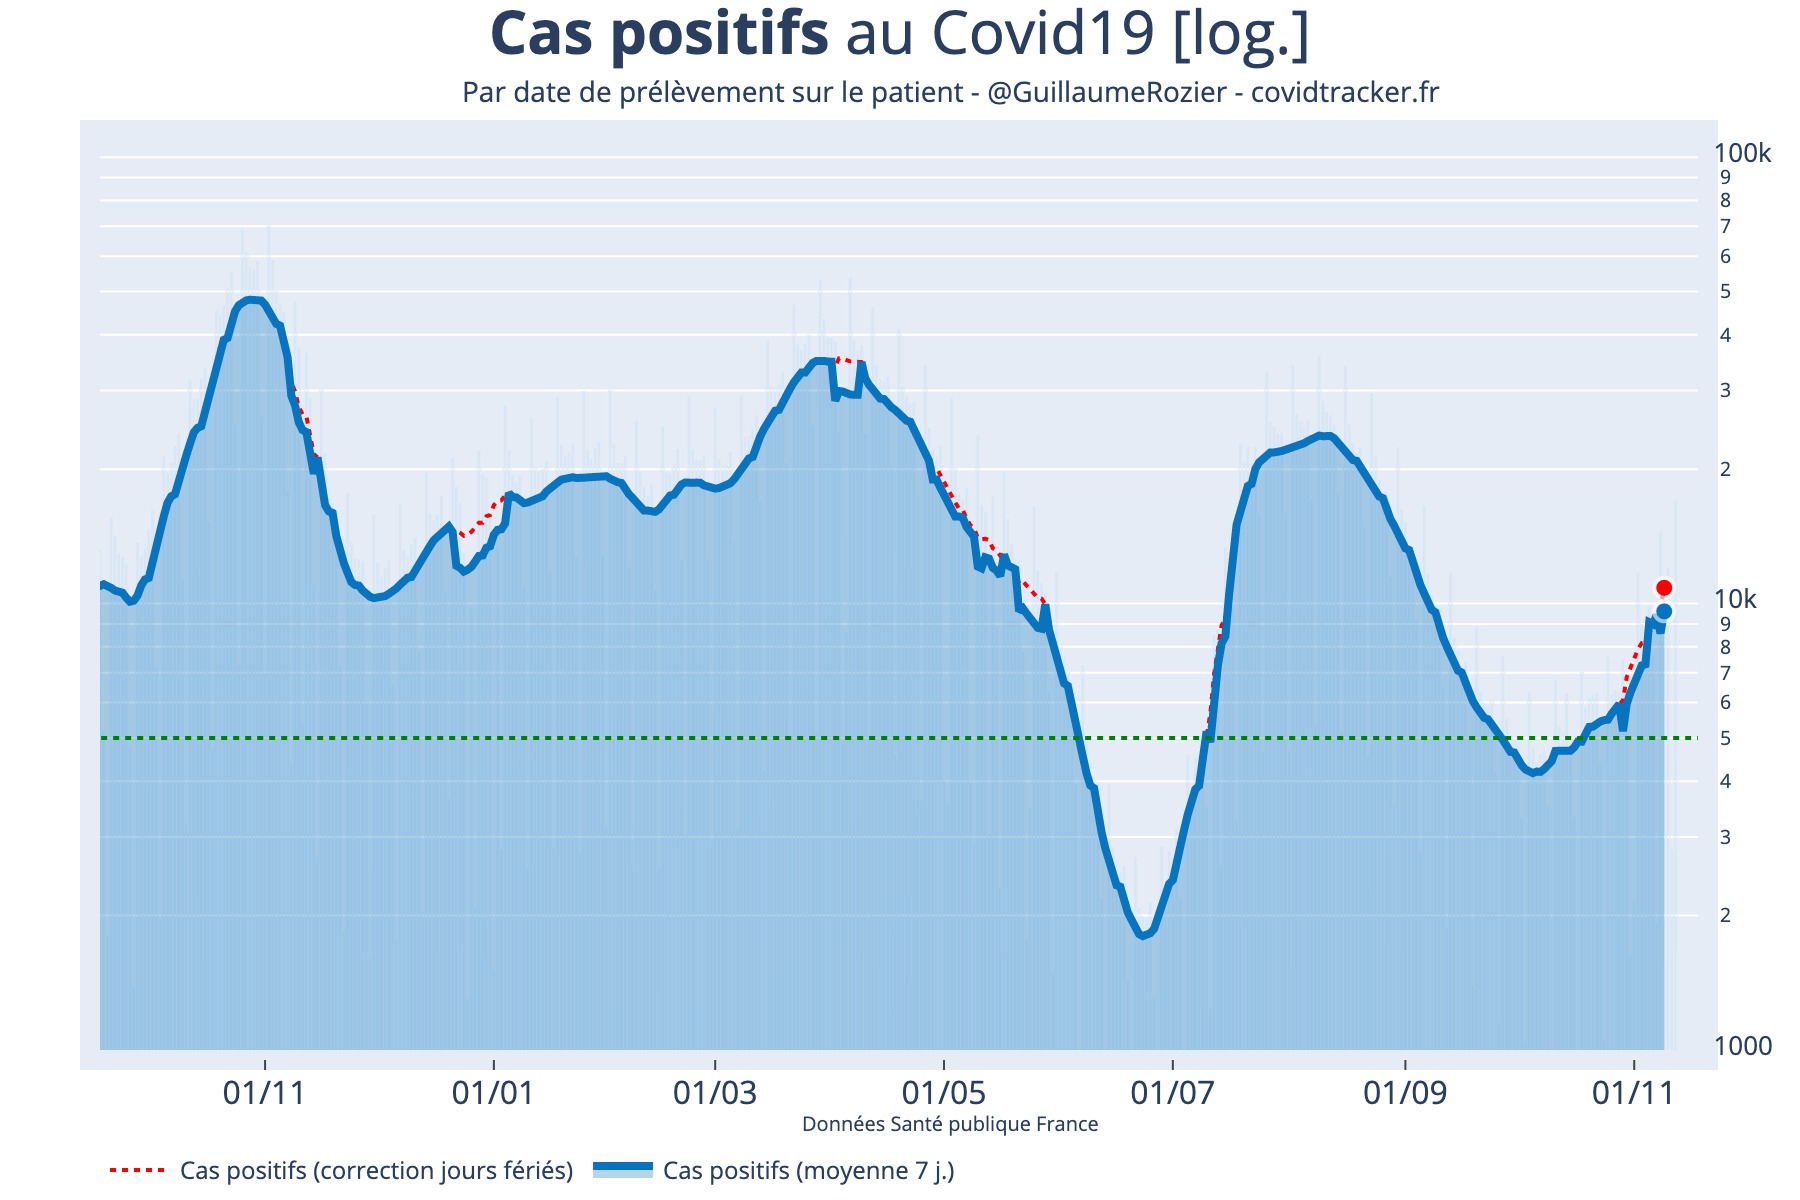 Cas positifs au Covid19 [log.]
Par date de prélèvement sur le patient - @GuillaumeRozier - covidtracker.fr
100k
9
8
7
6
5
4
3
2
10k
9
8
7
6
5
4
3
2
1000
01/11 01/01 01/03 01/05 01/07 01/09 01/11
Données Santé publique France
Cas positifs (correction jours fériés) Cas positifs (moyenne 7 j.)